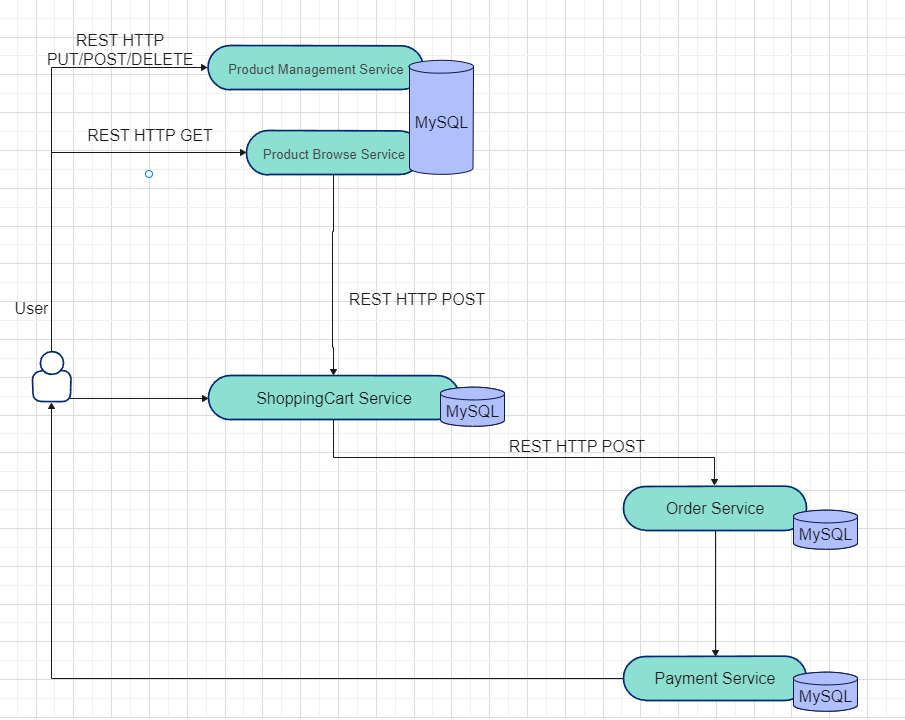 REST HTTP
PUT/POST/DELETE
Product Management Service
MySQL
REST HTTP GET
Product Browse Service
REST HTTP POST
User
ShoppingCart Service
MySQL
REST HTTP POST
Order Service
MySQL
Payment Service
MySQL